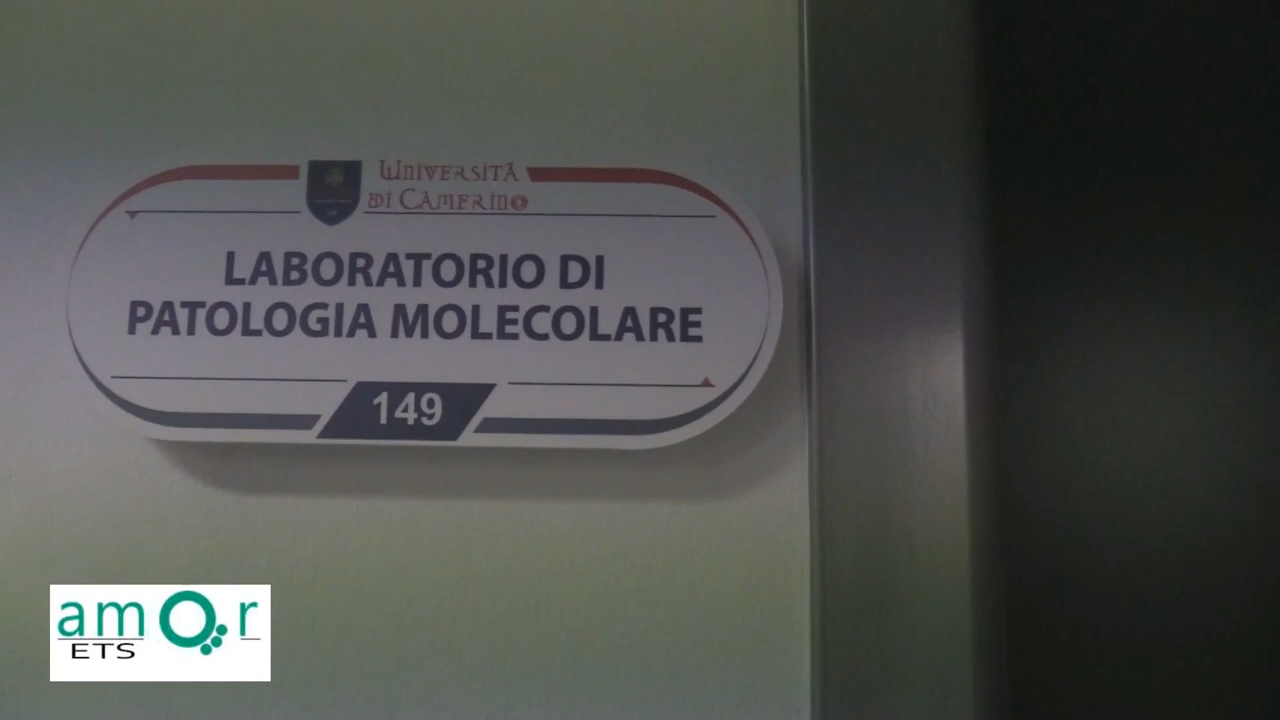 Università
di Camerino
LABORATORIO DI
PATOLOGIA MOLECOLARE
149
amOr
ETS